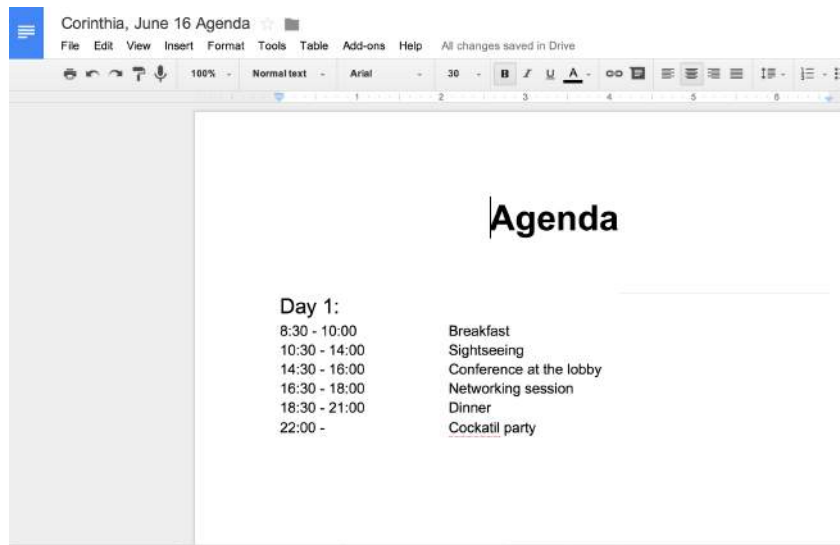 Corinthia, June 16 Agenda
File Edit View Insert Format Tools Table Add-ons Help All changes saved in Drive
100% Normal text Arial 30 B I U A
1 2 3 4 5 6
Agenda
Day 1:
8:30 - 10:00 Breakfast
10:30 - 14:00 Sightseeing
14:30 - 16:00 Conference at the lobby
16:30 - 18:00 Networking session
18:30 - 21:00 Dinner
22:00 - Cockatil party